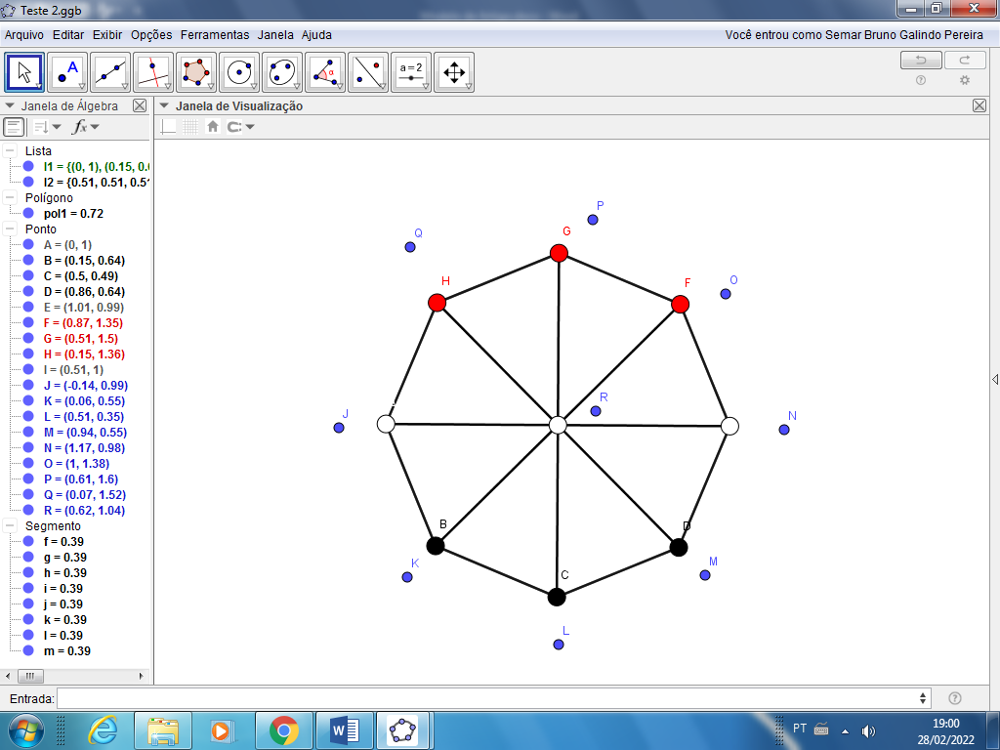 Teste 2.ggb
Arquivo Editar Exibir Opções Ferramentas Janela Ajuda
Você entrou como Semar Bruno Galindo Pereira
A
α
a = 2
Janela de Álgebra
Janela de Visualização
fx
Lista
l1 = {(0, 1), (0.15, 0.6
l2 = {0.51, 0.51, 0.51
Polígono
pol1 = 0.72
Ponto
A = (0, 1)
B = (0.15, 0.64)
C = (0.5, 0.49)
D = (0.86, 0.64)
E = (1.01, 0.99)
F = (0.87, 1.35)
G = (0.51, 1.5)
H = (0.15, 1.36)
I = (0.51, 1)
J = (-0.14, 0.99)
K = (0.06, 0.55)
L = (0.51, 0.35)
M = (0.94, 0.55)
N = (1.17, 0.98)
O = (1, 1.38)
P = (0.61, 1.6)
Q = (0.07, 1.52)
R = (0.62, 1.04)
Segmento
f = 0.39
g = 0.39
h = 0.39
i = 0.39
j = 0.39
k = 0.39
l = 0.39
m = 0.39
P
Q
G
H
F
O
R
J
N
B
D
K
C
M
L
Entrada:
PT
19:00
28/02/2022